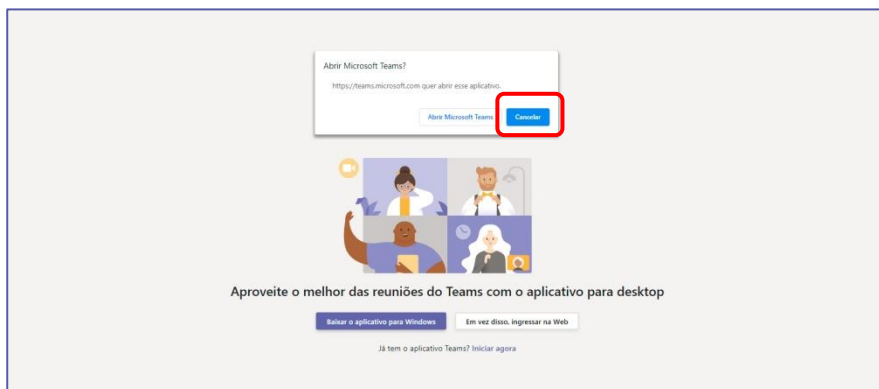 Abrir Microsoft Teams?
https://teams.microsoft.com quer abrir esse aplicativo.
Abrir Microsoft Teams
Cancelar
Aproveite o melhor das reuniões do Teams com o aplicativo para desktop
Baixar o aplicativo para Windows
Em vez disso, ingressar na Web
Já tem o aplicativo Teams? Iniciar agora